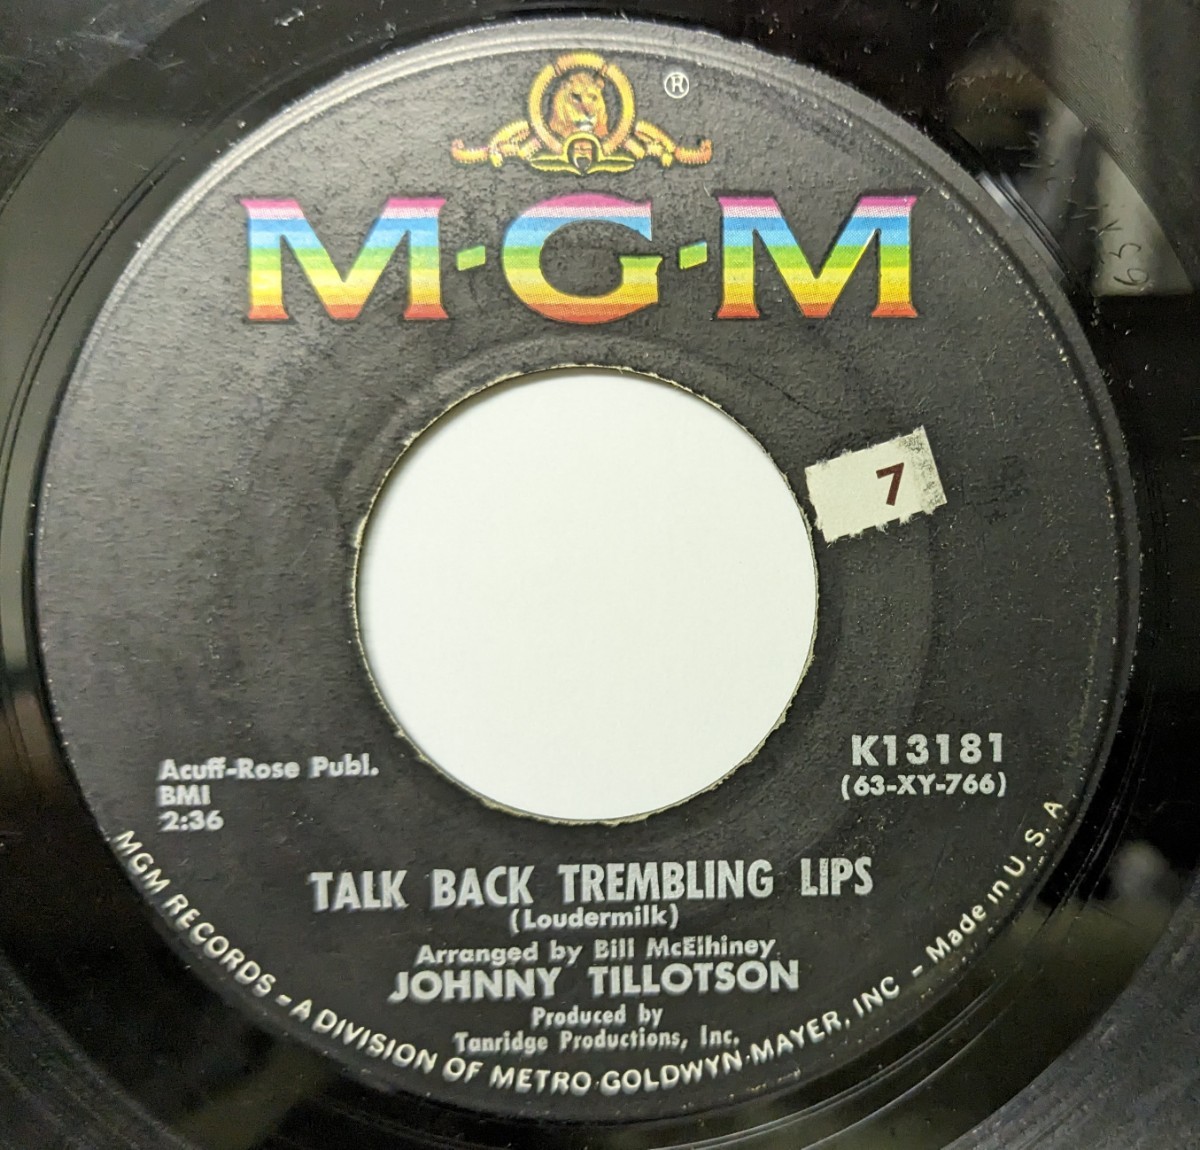 ®
M·G·M
7
K13181
(63-XY-766)
Acuff-Rose Publ.
BMI
2:36
TALK BACK TREMBLING LIPS
(Loudermilk)
Arranged by Bill McElhiney
JOHNNY TILLOTSON
Produced by
Tanridge Productions, Inc.
MGM RECORDS - A DIVISION OF METRO·GOLDWYN·MAYER, INC - Made in U. S. A